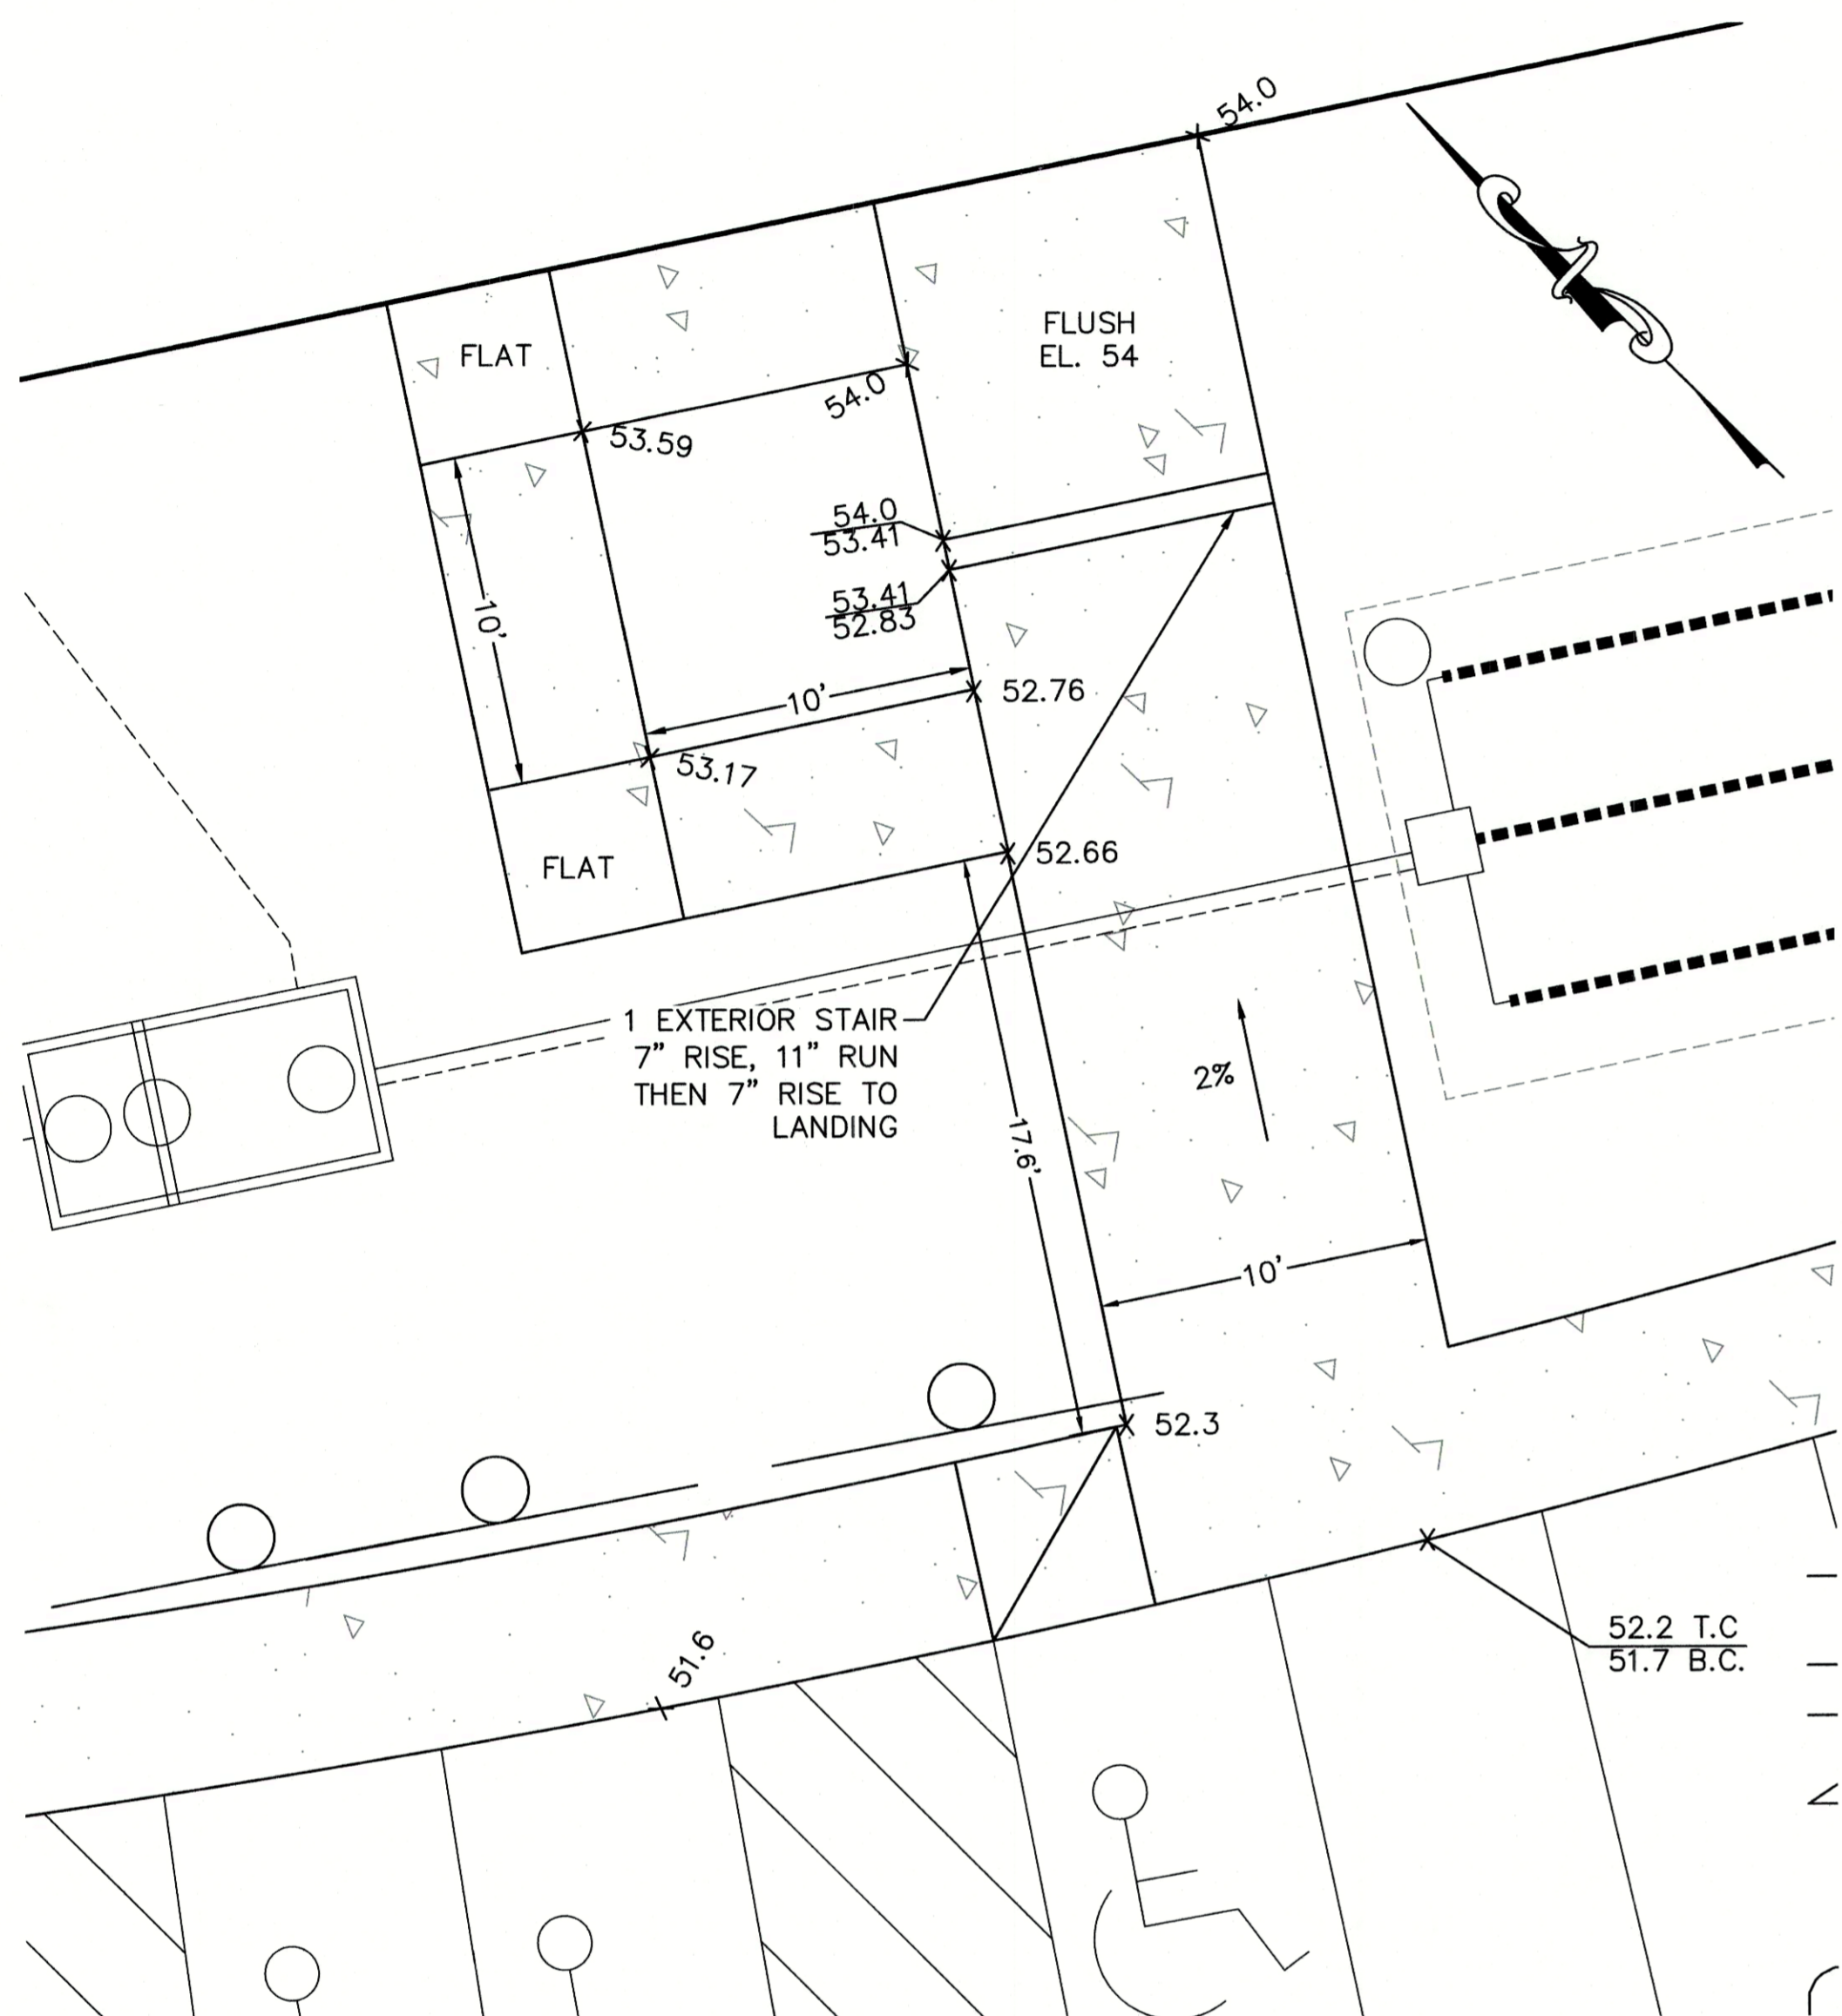 54.0
FLAT
FLUSH
EL. 54
54.0
53.59
54.0
53.41
53.41
52.83
10'
10'
52.76
53.17
52.66
FLAT
1 EXTERIOR STAIR
7" RISE, 11" RUN
THEN 7" RISE TO
LANDING
2%
17.6'
10'
52.3
51.6
52.2 T.C
51.7 B.C.